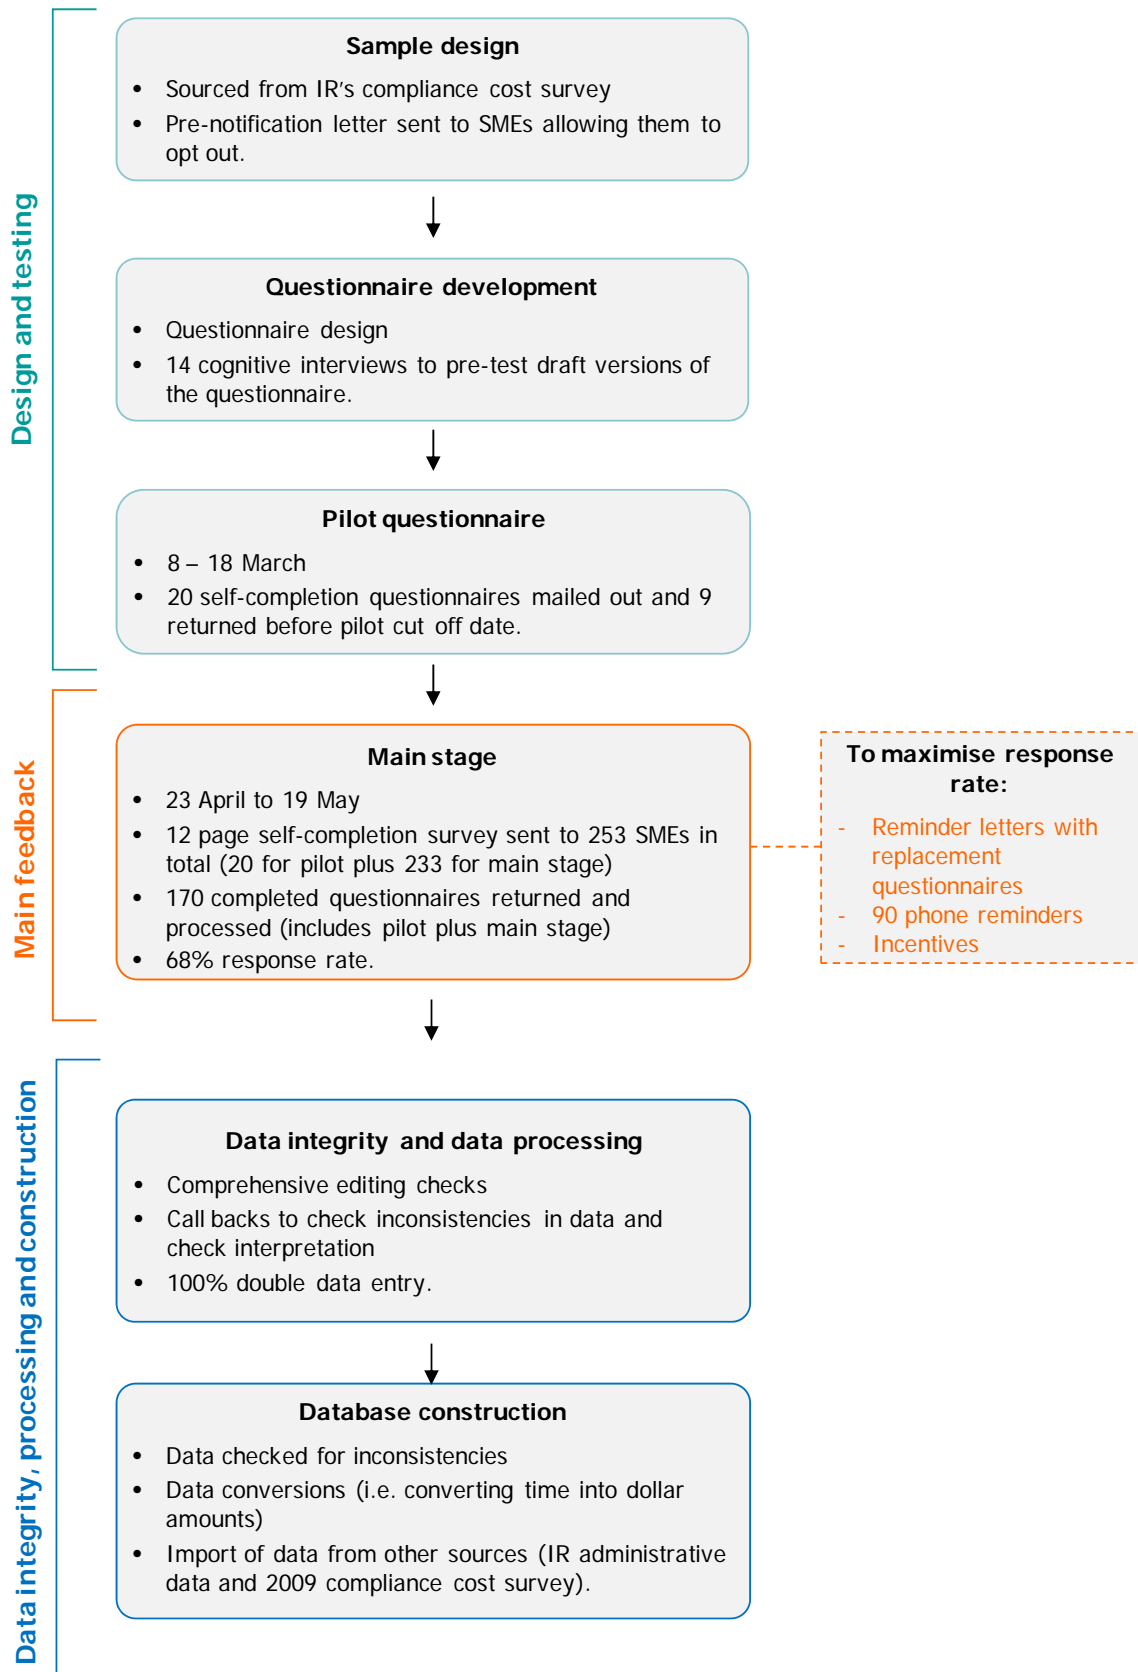 Design and testing
Sample design
• Sourced from IR's compliance cost survey
• Pre-notification letter sent to SMEs allowing them to
opt out.
Questionnaire development
• Questionnaire design
• 14 cognitive interviews to pre-test draft versions of
the questionnaire.
Pilot questionnaire
• 8 – 18 March
• 20 self-completion questionnaires mailed out and 9
returned before pilot cut off date.
Main feedback
Main stage
• 23 April to 19 May
• 12 page self-completion survey sent to 253 SMEs in
total (20 for pilot plus 233 for main stage)
• 170 completed questionnaires returned and
processed (includes pilot plus main stage)
• 68% response rate.
To maximise response
rate:
- Reminder letters with
replacement
questionnaires
- 90 phone reminders
- Incentives
Data integrity, processing and construction
Data integrity and data processing
• Comprehensive editing checks
• Call backs to check inconsistencies in data and
check interpretation
• 100% double data entry.
Database construction
• Data checked for inconsistencies
• Data conversions (i.e. converting time into dollar
amounts)
• Import of data from other sources (IR administrative
data and 2009 compliance cost survey).